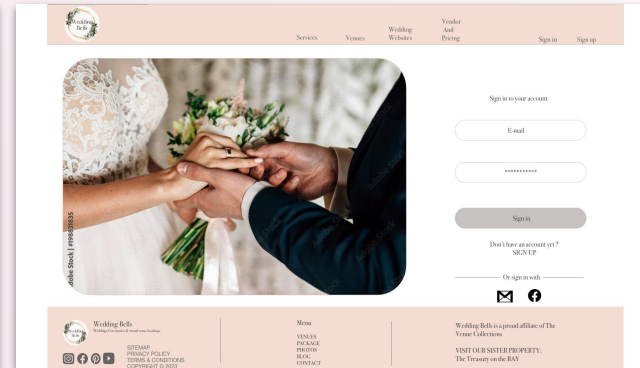 Wedding
Bells
Services
Venues
Wedding
Websites
Vendor
And
Pricing
Sign in
Sign up
Sign in to your account
E-mail
***********
Sign in
Don't have an account yet ?
SIGN UP
Or sign in with
Adobe Stock | #198831835
Wedding Bells
SITEMAP
PRIVACY POLICY
TERMS & CONDITIONS
COPYRIGHT © 2023
Menu
VENUES
PACKAGE
PHOTOS
BLOG
CONTACT
Wedding Bells is a proud affiliate of The
Venue Collections
VISIT OUR SISTER PROPERTY:
The Treasury on the BAY